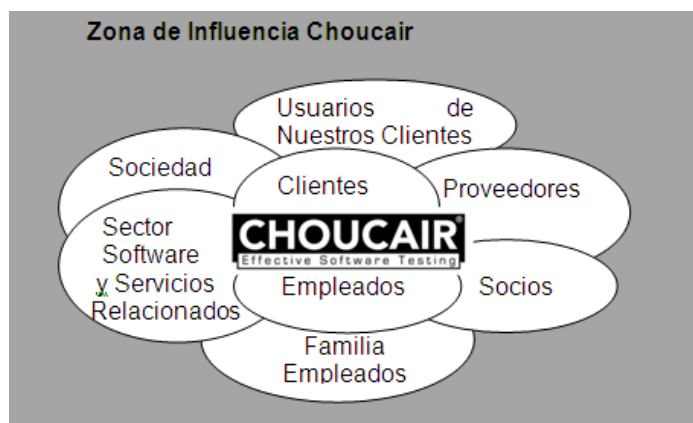 Zona de Influencia Choucair
Usuarios de
Nuestros Clientes
Sociedad
Clientes
Proveedores
Sector
Software
y Servicios
Relacionados
CHOUCAIR®
Effective Software Testing
Empleados
Socios
Familia
Empleados